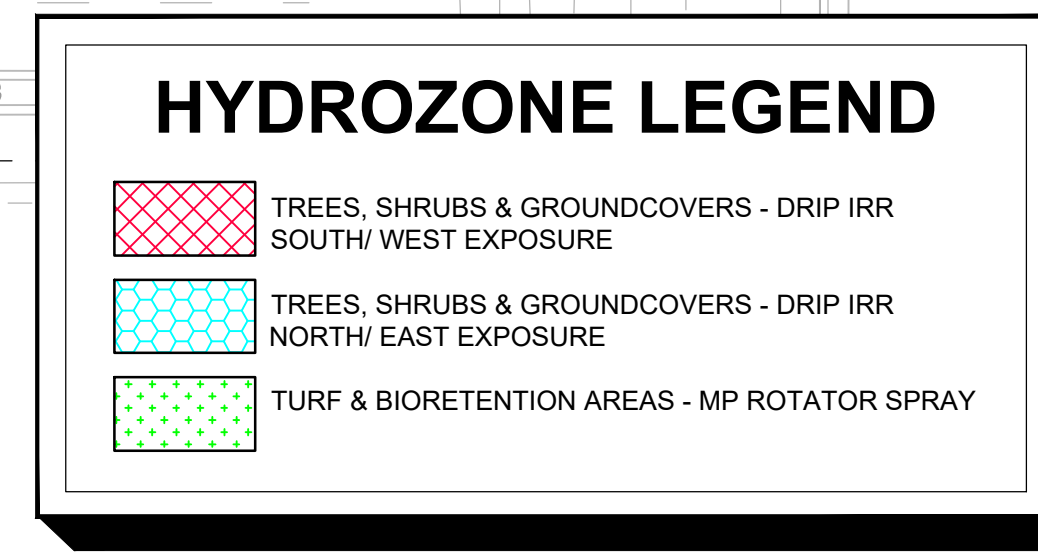 HYDROZONE LEGEND
TREES, SHRUBS & GROUNDCOVERS - DRIP IRR
SOUTH/ WEST EXPOSURE
TREES, SHRUBS & GROUNDCOVERS - DRIP IRR
NORTH/ EAST EXPOSURE
TURF & BIORETENTION AREAS - MP ROTATOR SPRAY